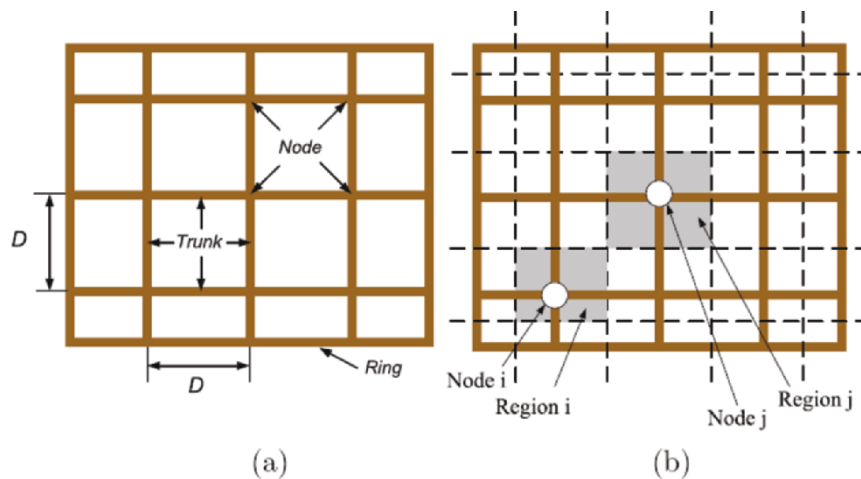 Node
D
Trunk
D
Ring
(a)
Node i
Region i
Node j
Region j
(b)